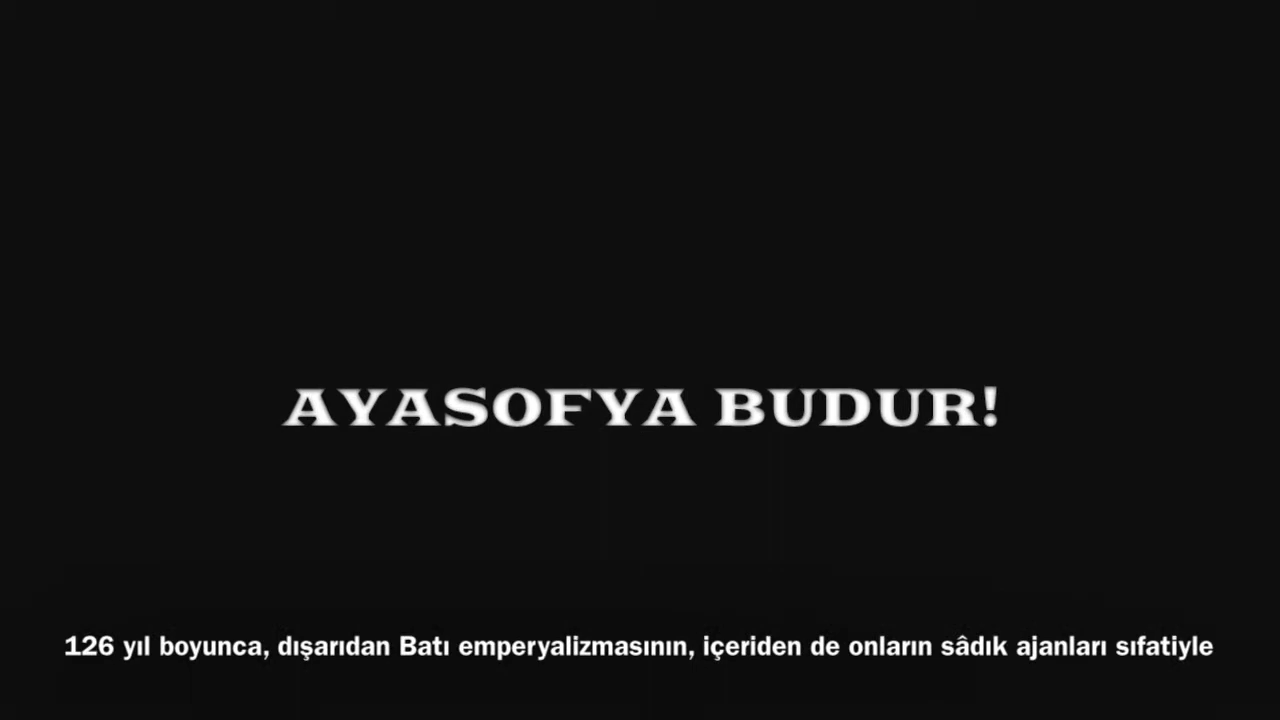 AYASOFYA BUDUR!
126 yıl boyunca, dışarıdan Batı emperyalizmasının, içeriden de onların sâdık ajanları sıfatiyle